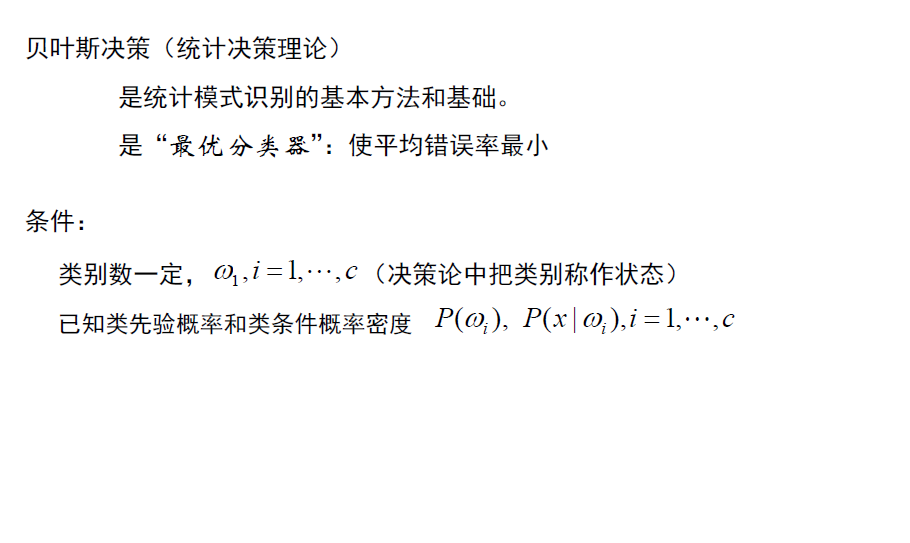 贝叶斯决策（统计决策理论）
是统计模式识别的基本方法和基础。
是“最优分类器”：使平均错误率最小
条件：
类别数一定，ω₁, i = 1, ⋯, c（决策论中把类别称作状态）
已知类先验概率和类条件概率密度 P(ωᵢ), P(x | ωᵢ), i = 1, ⋯, c